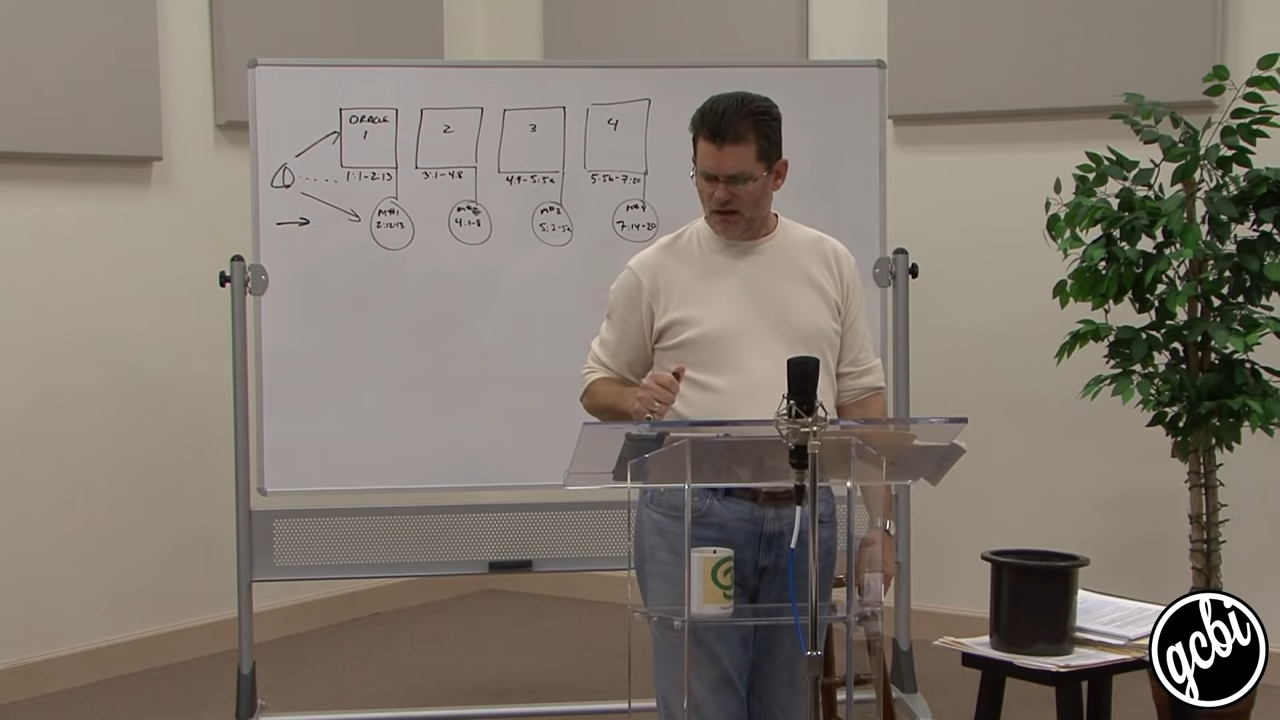 ORACLE
1
2
3
4
1:1-2:13
3:1-4:8
4:9-5:5a
5:5b-7:20
M#1
2:12-13
4:1-8
M#3
5:2-5a
M#4
7:14-20
gcbi